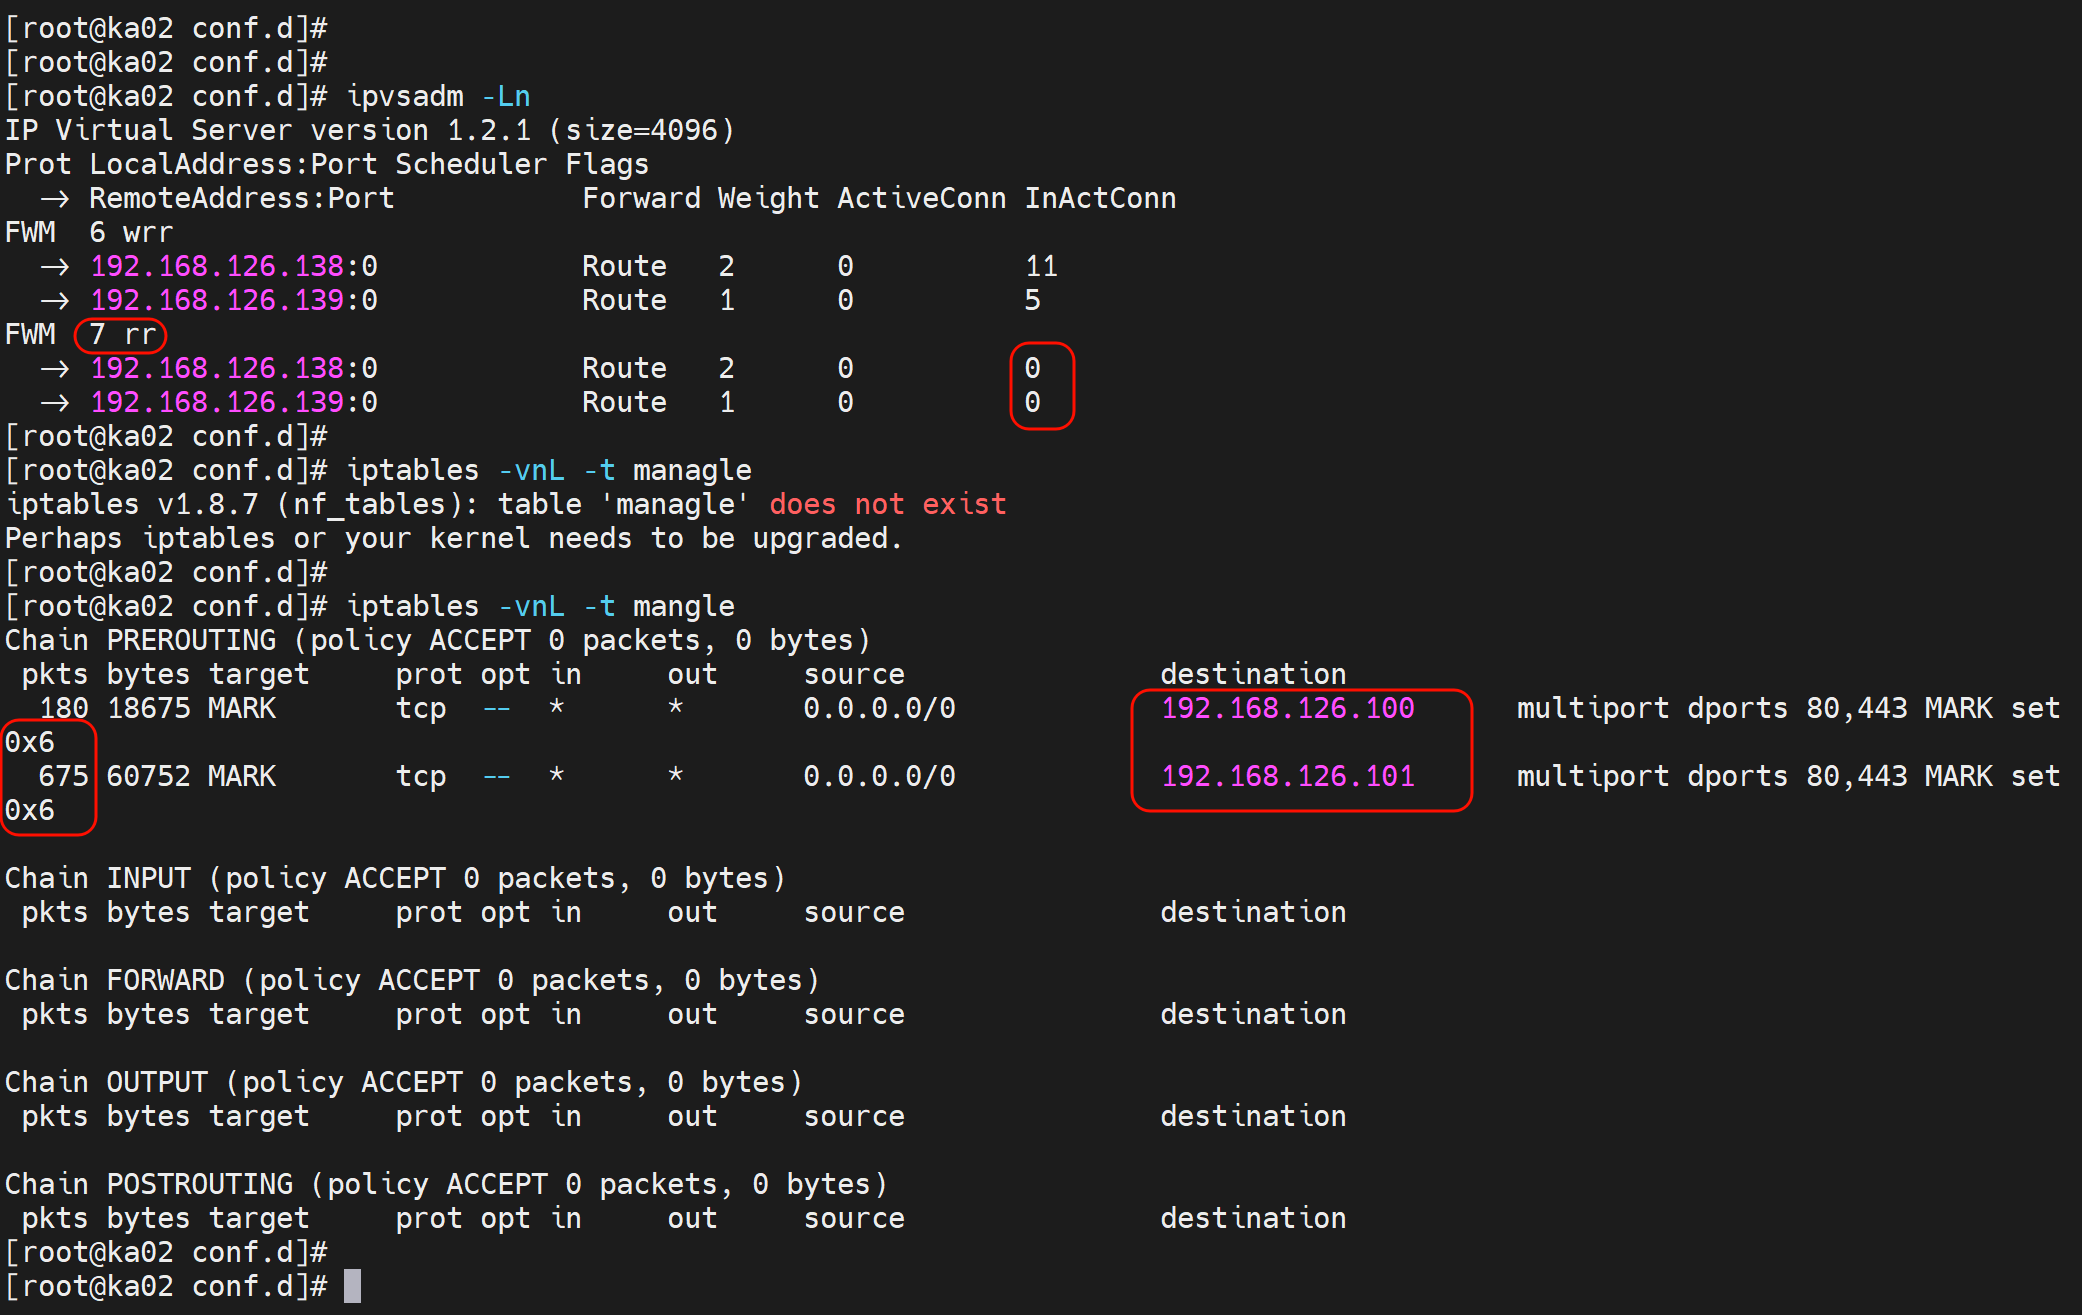 [root@ka02 conf.d]#
[root@ka02 conf.d]#
[root@ka02 conf.d]# ipvsadm -Ln
IP Virtual Server version 1.2.1 (size=4096)
Prot LocalAddress:Port Scheduler Flags
  -> RemoteAddress:Port           Forward Weight ActiveConn InActConn
FWM  6 wrr
  -> 192.168.126.138:0            Route   2      0          11
  -> 192.168.126.139:0            Route   1      0          5
FWM  7 rr
  -> 192.168.126.138:0            Route   2      0          0
  -> 192.168.126.139:0            Route   1      0          0
[root@ka02 conf.d]#
[root@ka02 conf.d]# iptables -vnL -t managle
iptables v1.8.7 (nf_tables): table 'managle' does not exist
Perhaps iptables or your kernel needs to be upgraded.
[root@ka02 conf.d]#
[root@ka02 conf.d]# iptables -vnL -t mangle
Chain PREROUTING (policy ACCEPT 0 packets, 0 bytes)
 pkts bytes target     prot opt in     out     source               destination
  180 18675 MARK       tcp  --  *      *       0.0.0.0/0            192.168.126.100      multiport dports 80,443 MARK set
0x6
  675 60752 MARK       tcp  --  *      *       0.0.0.0/0            192.168.126.101      multiport dports 80,443 MARK set
0x6

Chain INPUT (policy ACCEPT 0 packets, 0 bytes)
 pkts bytes target     prot opt in     out     source               destination

Chain FORWARD (policy ACCEPT 0 packets, 0 bytes)
 pkts bytes target     prot opt in     out     source               destination

Chain OUTPUT (policy ACCEPT 0 packets, 0 bytes)
 pkts bytes target     prot opt in     out     source               destination

Chain POSTROUTING (policy ACCEPT 0 packets, 0 bytes)
 pkts bytes target     prot opt in     out     source               destination
[root@ka02 conf.d]#
[root@ka02 conf.d]#